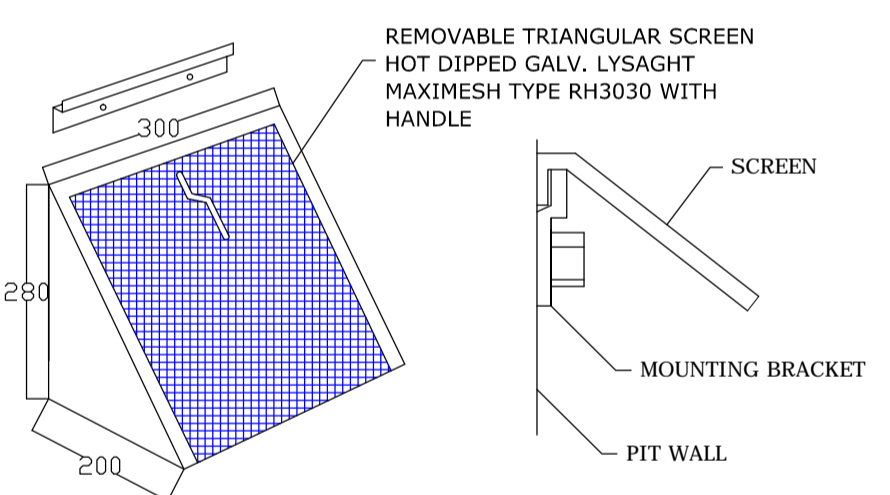 REMOVABLE TRIANGULAR SCREEN
HOT DIPPED GALV. LYSAGHT
MAXIMESH TYPE RH3030 WITH
HANDLE
300
280
200
SCREEN
MOUNTING BRACKET
PIT WALL